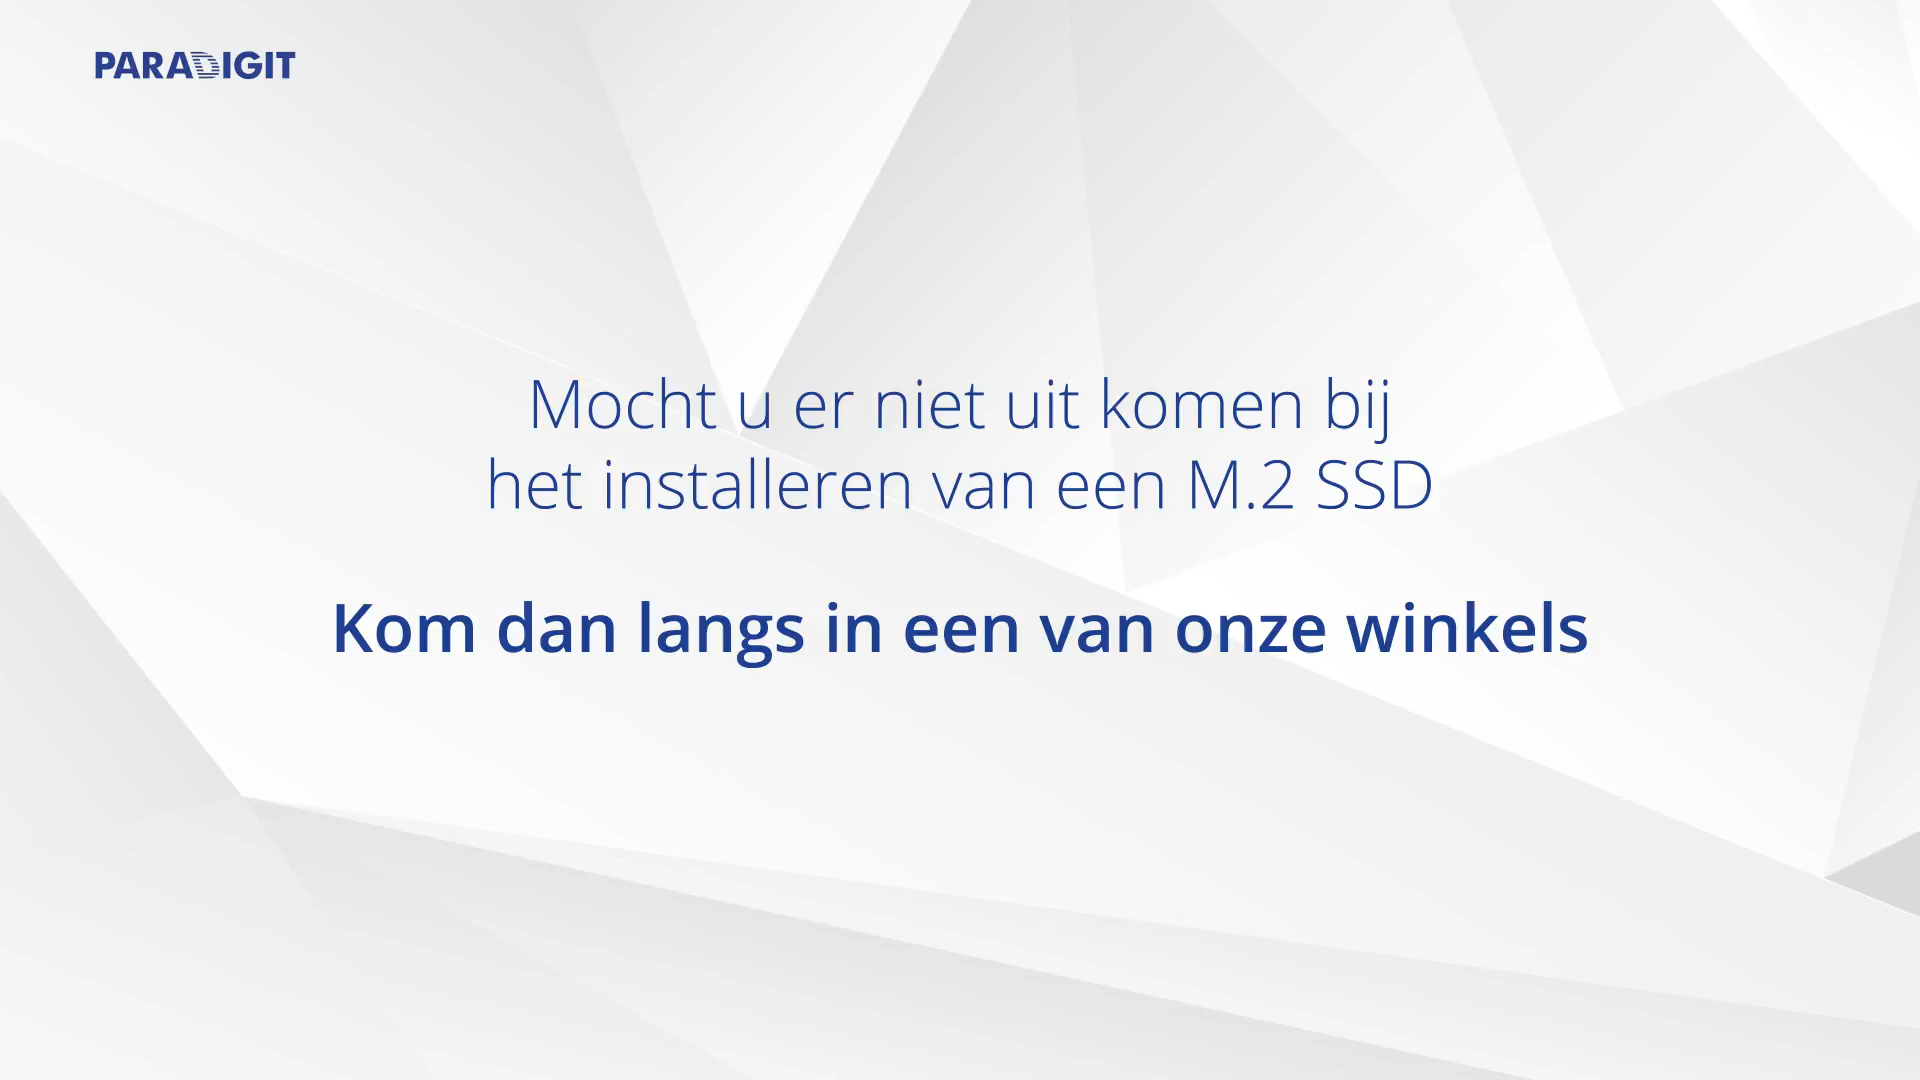 PARADIGIT
Mocht u er niet uit komen bij
het installeren van een M.2 SSD
Kom dan langs in een van onze winkels